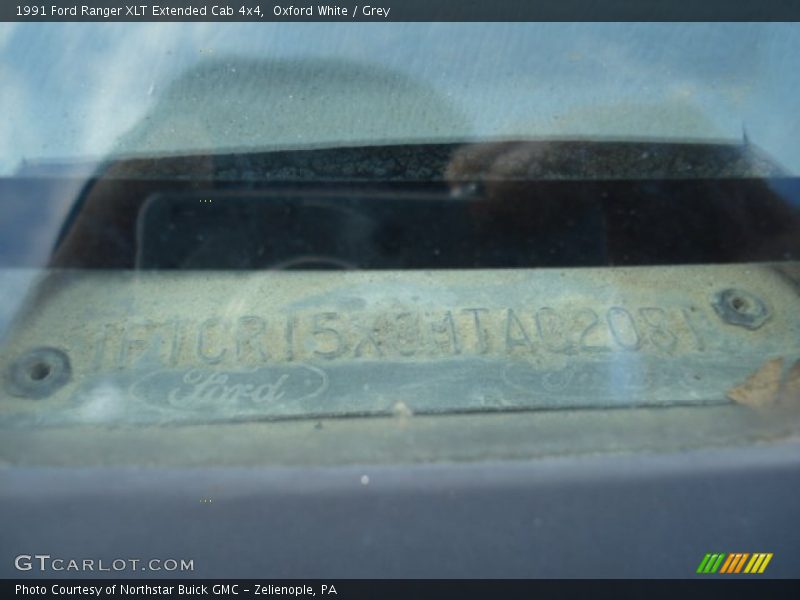 1991 Ford Ranger XLT Extended Cab 4x4,  Oxford White / Grey
Ford
GTCARLOT.COM
Photo Courtesy of Northstar Buick GMC – Zelienople, PA